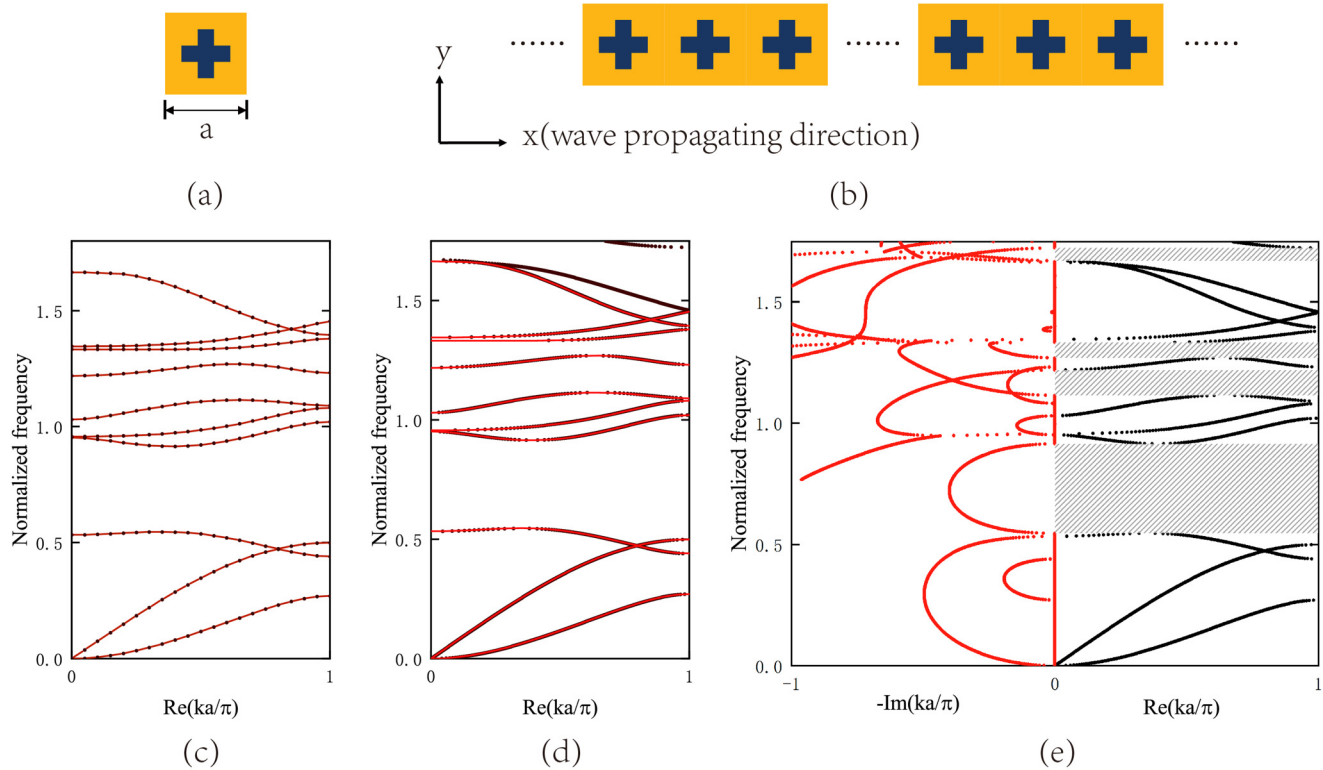 a
(a)
...... ...... ......
y
x(wave propagating direction)
(b)
Normalized frequency
1.5
1.0
0.5
0.0
0
1
Re(ka/π)
(c)
Normalized frequency
1.5
1.0
0.5
0.0
0
1
Re(ka/π)
(d)
Normalized frequency
1.5
1.0
0.5
0.0
-1
0
1
-Im(ka/π)
Re(ka/π)
(e)